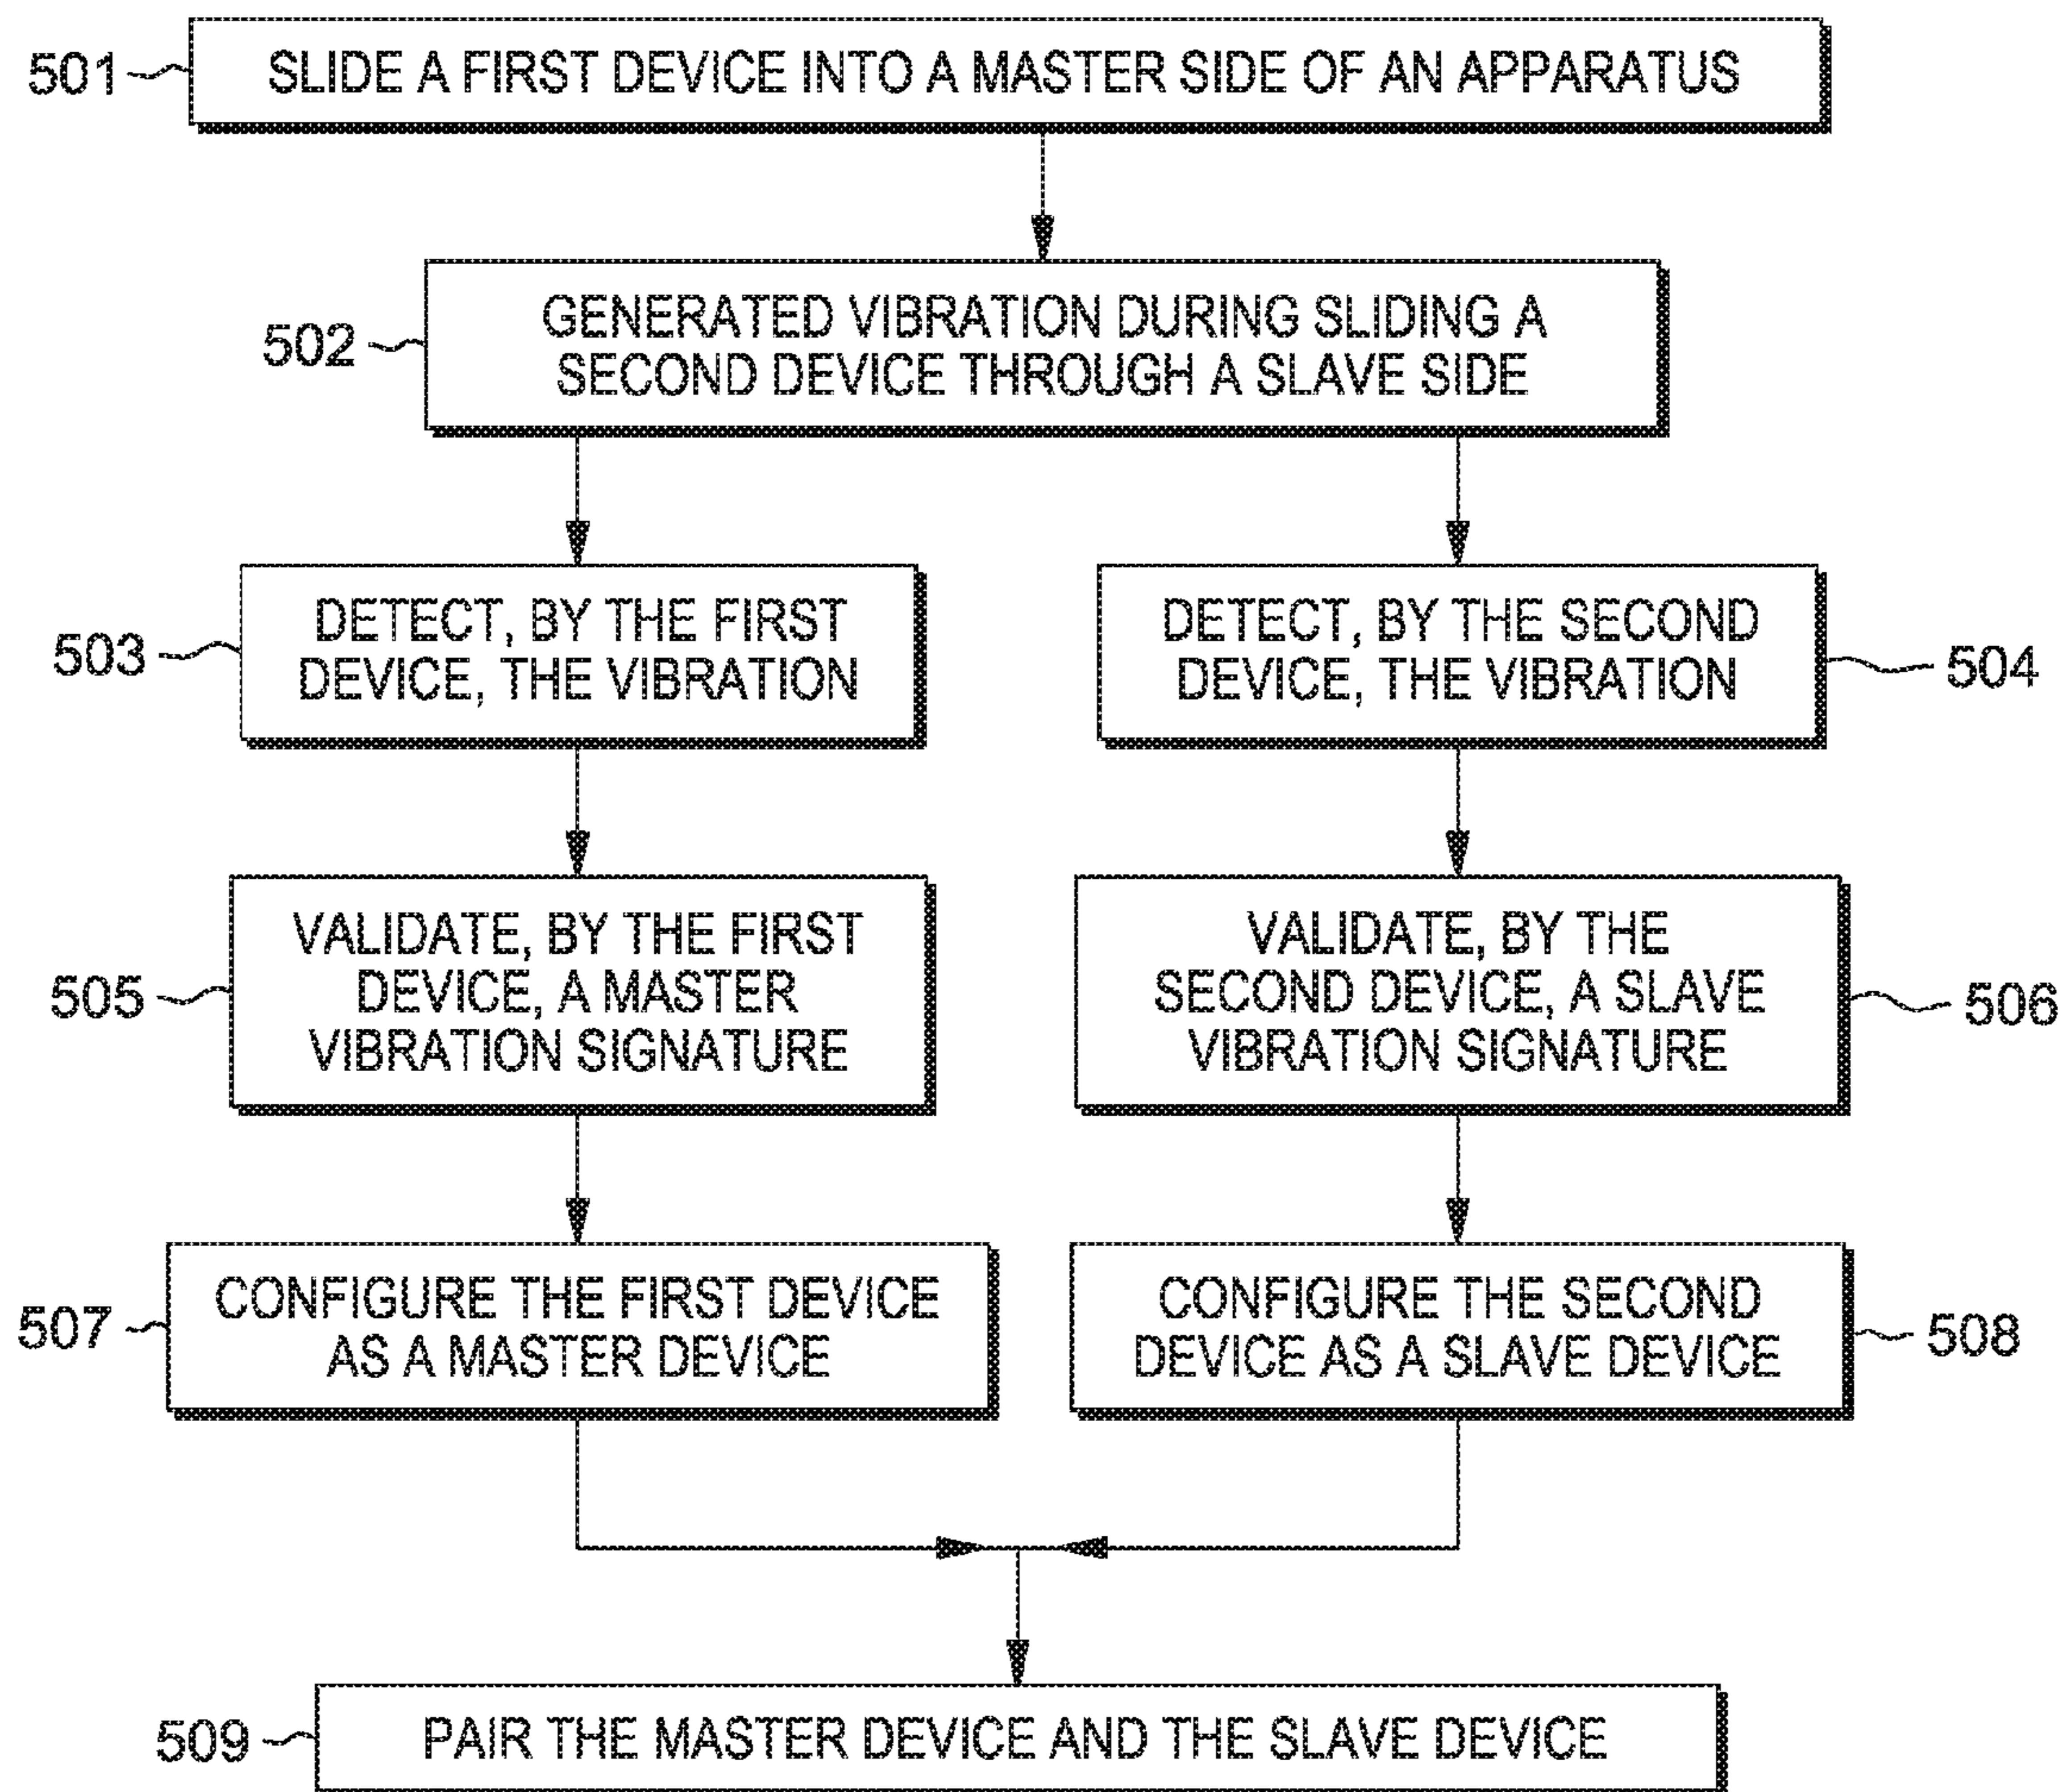 501
SLIDE A FIRST DEVICE INTO A MASTER SIDE OF AN APPARATUS
502
GENERATED VIBRATION DURING SLIDING A
SECOND DEVICE THROUGH A SLAVE SIDE
503
DETECT, BY THE FIRST
DEVICE, THE VIBRATION
DETECT, BY THE SECOND
DEVICE, THE VIBRATION
504
505
VALIDATE, BY THE FIRST
DEVICE, A MASTER
VIBRATION SIGNATURE
VALIDATE, BY THE
SECOND DEVICE, A SLAVE
VIBRATION SIGNATURE
506
507
CONFIGURE THE FIRST DEVICE
AS A MASTER DEVICE
CONFIGURE THE SECOND
DEVICE AS A SLAVE DEVICE
508
509
PAIR THE MASTER DEVICE AND THE SLAVE DEVICE